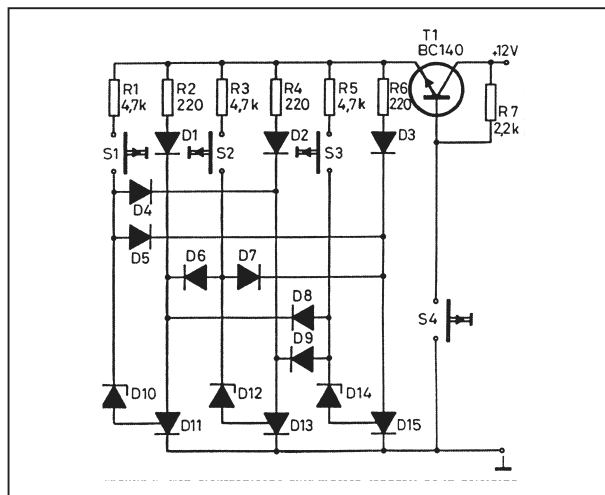 T1
BC140
+12V
R1
4,7k
R2
220
R3
4,7k
R4
220
R5
4,7k
R6
220
R7
2,2k
S1
D1
S2
D2
S3
D3
D4
D5
D6
D7
D8
D9
S4
D10
D11
D12
D13
D14
D15